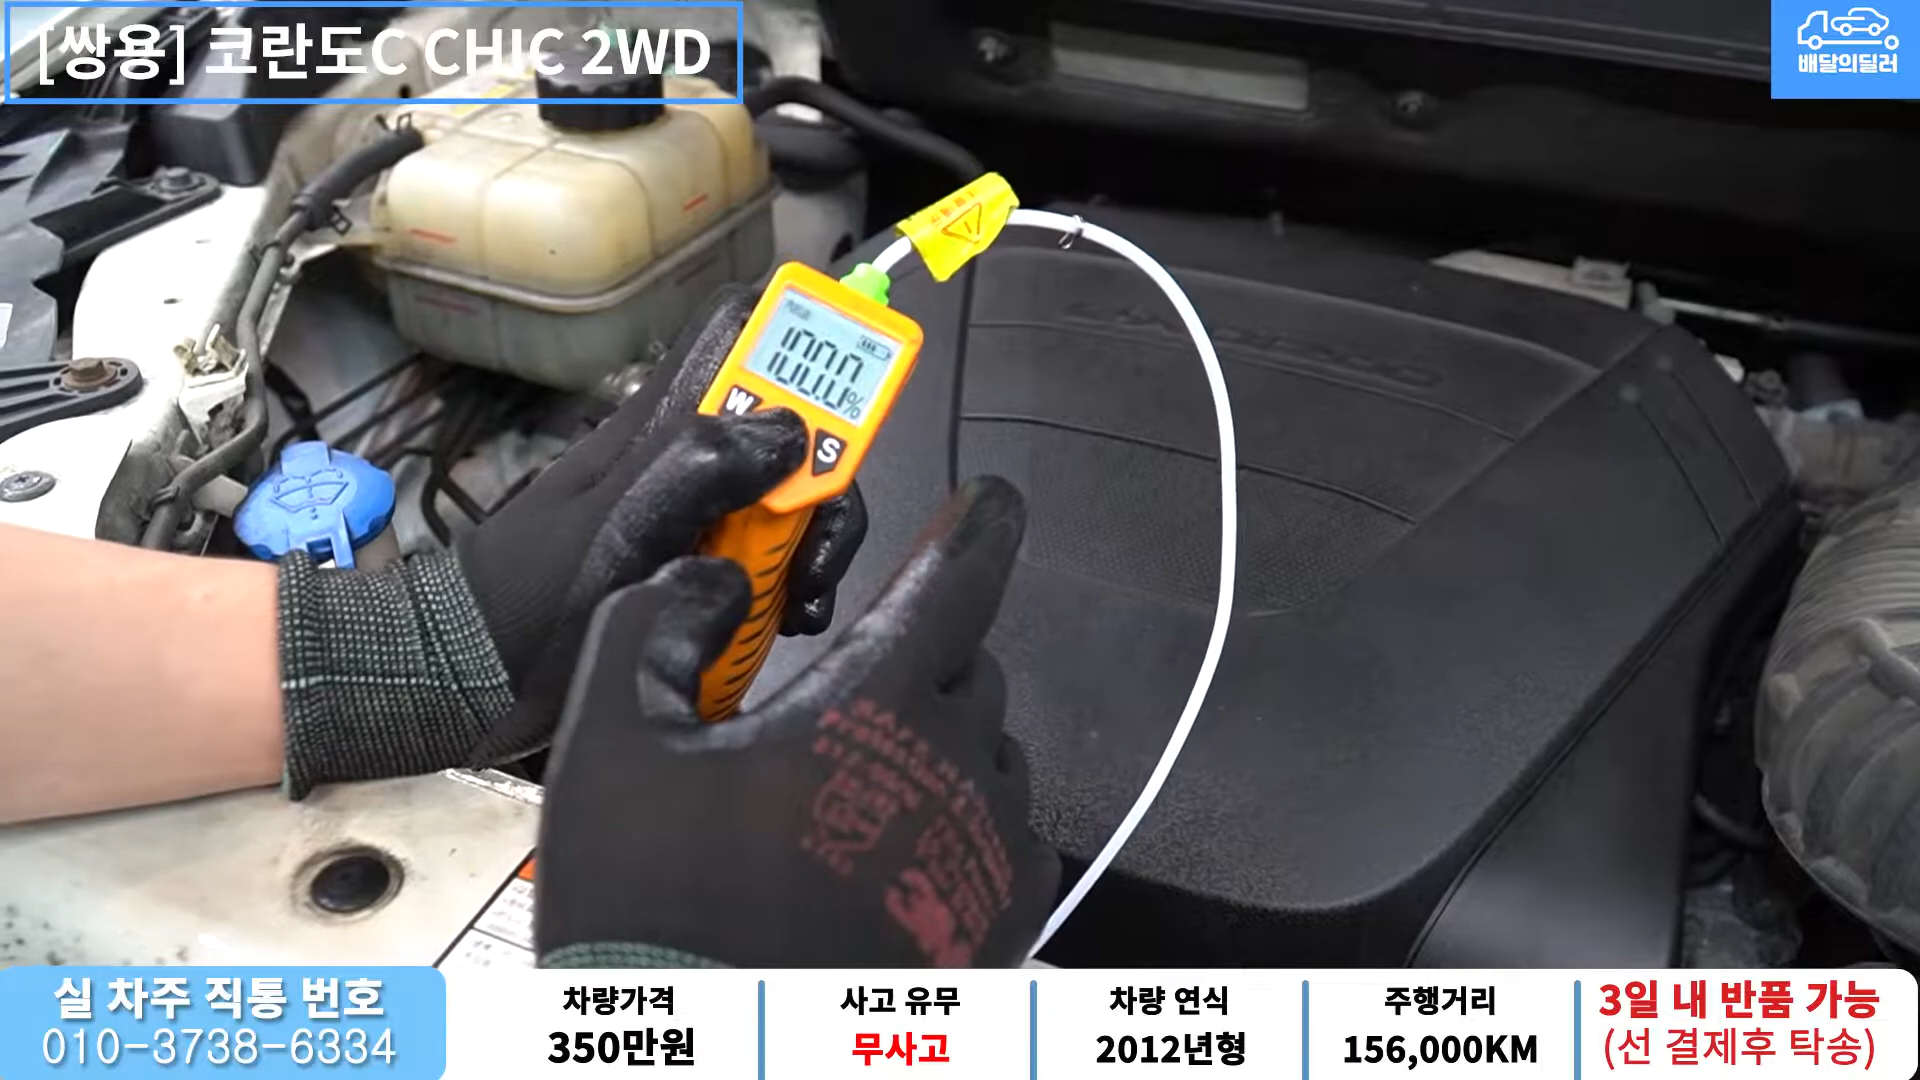 [쌍용] 코란도C CHIC 2WD
배달의딜러
100.0%
W
S
3M
실 차주 직통 번호
010-3738-6334
차량가격
350만원
사고 유무
무사고
차량 연식
2012년형
주행거리
156,000KM
3일 내 반품 가능
(선 결제후 탁송)